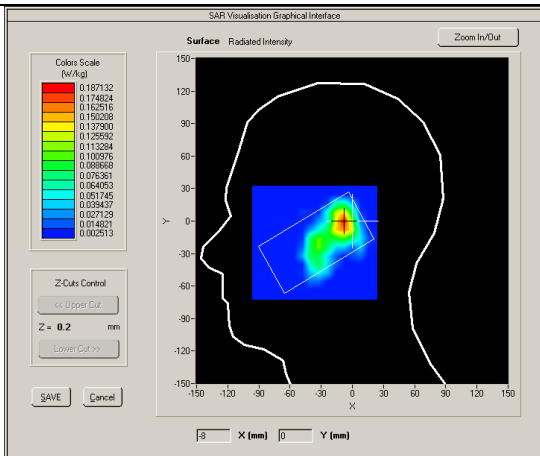 SAR Visualisation Graphical Interface
Surface Radiated Intensity
Zoom In/Out
Colors Scale
(W/kg)
0.187132
0.174824
0.162516
0.150208
0.137900
0.125592
0.113284
0.100976
0.088668
0.076361
0.064053
0.051745
0.039437
0.027129
0.014821
0.002513
Z-Cuts Control
<< Upper Cut
Z = 0.2 mm
Lower Cut >>
SAVE Cancel
150-
120-
90-
60-
30-
0-
-30-
-60-
-90-
-120-
-150-
Y
-150 -120 -90 -60 -30 0 30 60 90 120 150
X
-8 X (mm) 0 Y (mm)